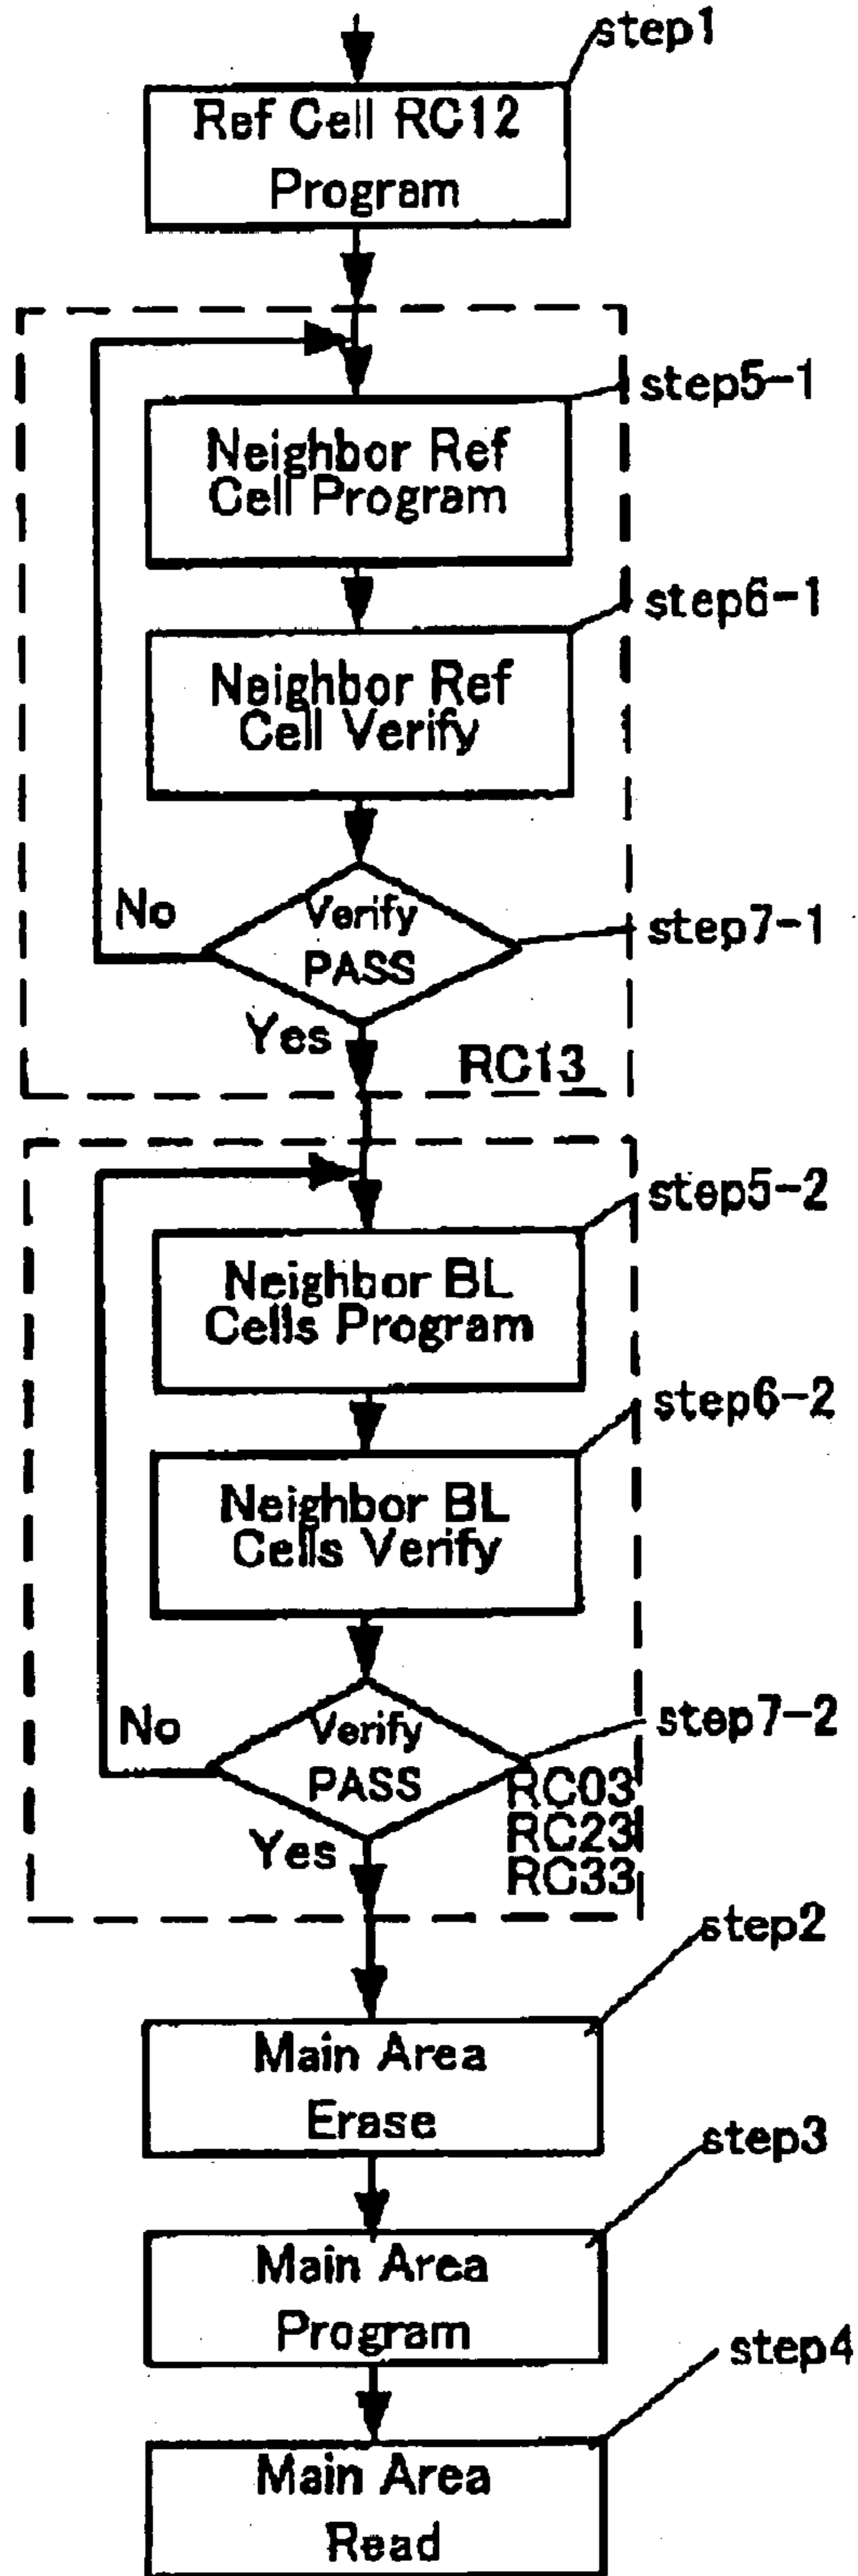 step1
Ref Cell RC12
Program
step5-1
Neighbor Ref
Cell Program
step6-1
Neighbor Ref
Cell Verify
No
Verify
PASS
step7-1
Yes
RC13
step5-2
Neighbor BL
Cells Program
step6-2
Neighbor BL
Cells Verify
No
Verify
PASS
step7-2
RC03
RC23
RC33
Yes
step2
Main Area
Erase
step3
Main Area
Program
step4
Main Area
Read